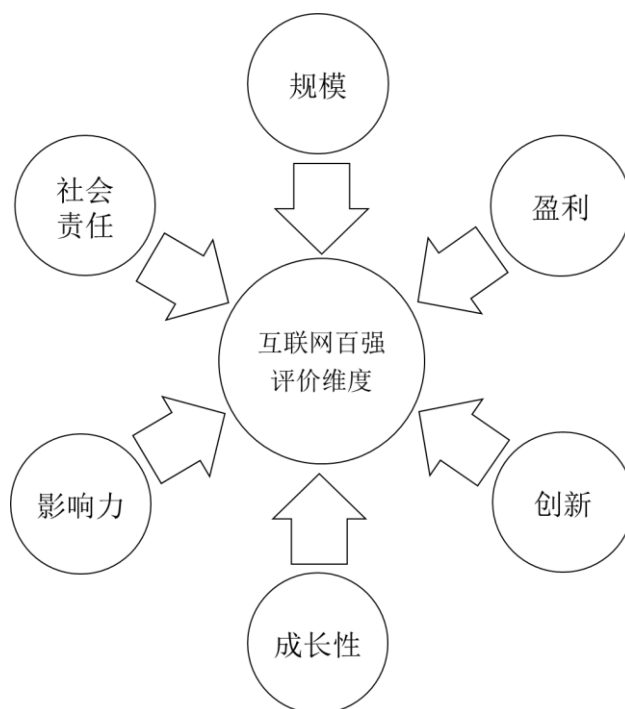 规模
社会
责任
盈利
互联网百强
评价维度
影响力
创新
成长性